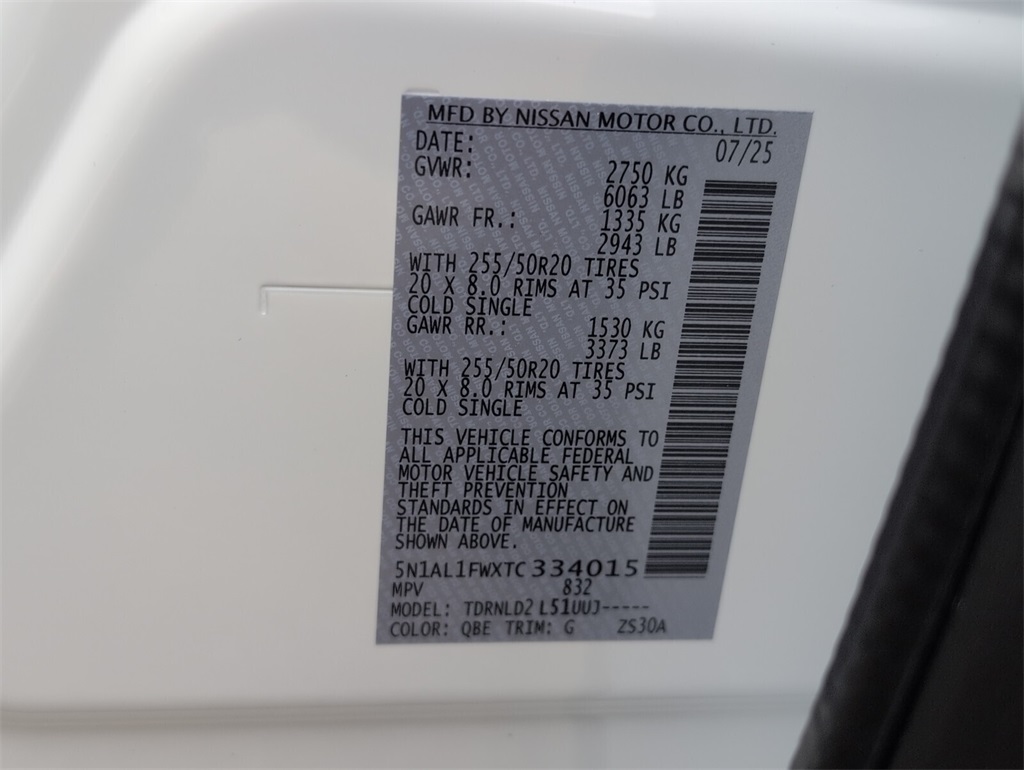 MFD BY NISSAN MOTOR CO., LTD.
DATE: 07/25
GVWR: 2750 KG
6063 LB
GAWR FR.: 1335 KG
2943 LB
WITH 255/50R20 TIRES
20 X 8.0 RIMS AT 35 PSI
COLD SINGLE
GAWR RR.: 1530 KG
3373 LB
WITH 255/50R20 TIRES
20 X 8.0 RIMS AT 35 PSI
COLD SINGLE
THIS VEHICLE CONFORMS TO
ALL APPLICABLE FEDERAL
MOTOR VEHICLE SAFETY AND
THEFT PREVENTION
STANDARDS IN EFFECT ON
THE DATE OF MANUFACTURE
SHOWN ABOVE.
5N1AL1FWXTC334015
MPV 832
MODEL: TDRNLD2 L51UUJ-----
COLOR: QBE TRIM: G ZS30A